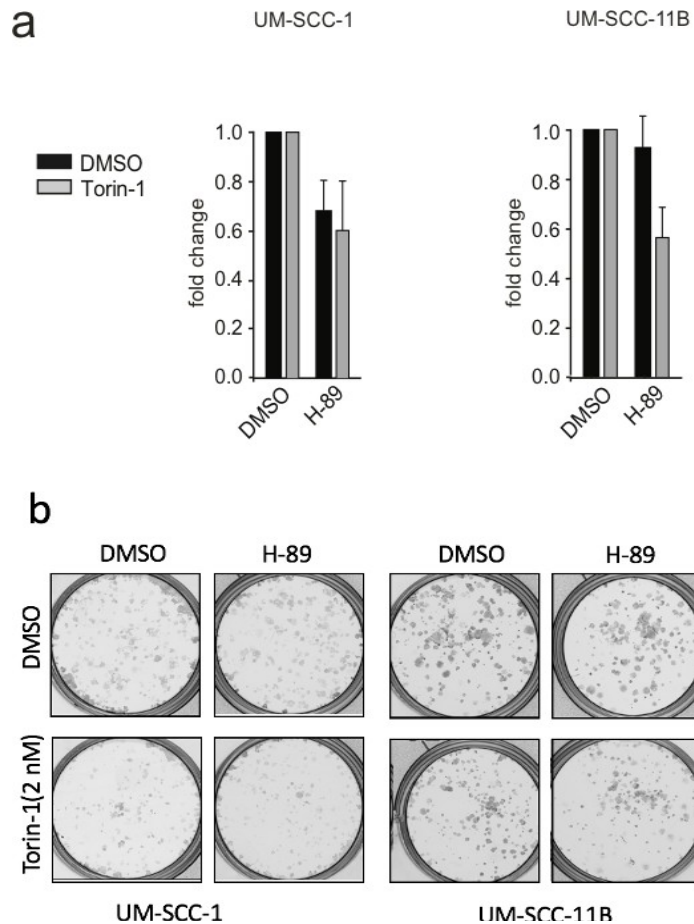 a
UM-SCC-1
UM-SCC-11B
DMSO
Torin-1
fold change
1.0
0.8
0.6
0.4
0.2
0.0
DMSO
H-89
fold change
1.0
0.8
0.6
0.4
0.2
0.0
DMSO
H-89
b
DMSO
H-89
DMSO
H-89
DMSO
Torin-1(2 nM)
UM-SCC-1
UM-SCC-11B